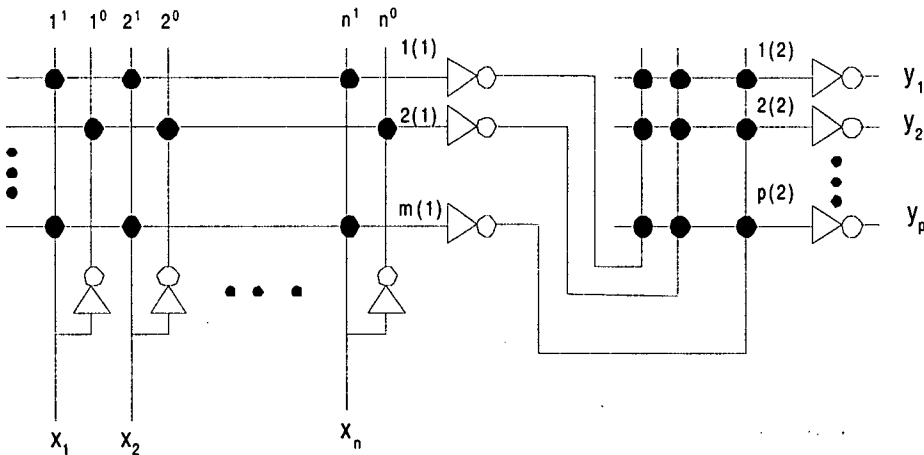 1¹ 1⁰ 2¹ 2⁰ n¹ n⁰
1(1) 1(2) y₁
2(1) 2(2) y₂
m(1) p(2) yₚ
x₁ x₂ xₙ